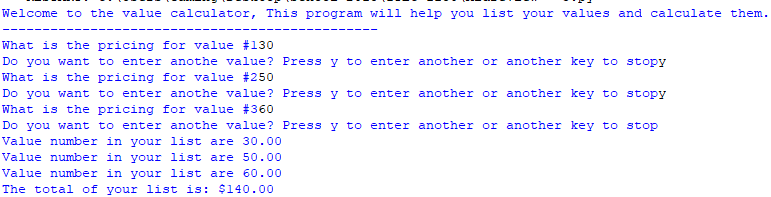 Welcome to the value calculator, This program will help you list your values and calculate them.
-----------------------------------------------
What is the pricing for value #130
Do you want to enter anothe value? Press y to enter another or another key to stopy
What is the pricing for value #250
Do you want to enter anothe value? Press y to enter another or another key to stopy
What is the pricing for value #360
Do you want to enter anothe value? Press y to enter another or another key to stop
Value number in your list are 30.00
Value number in your list are 50.00
Value number in your list are 60.00
The total of your list is: $140.00